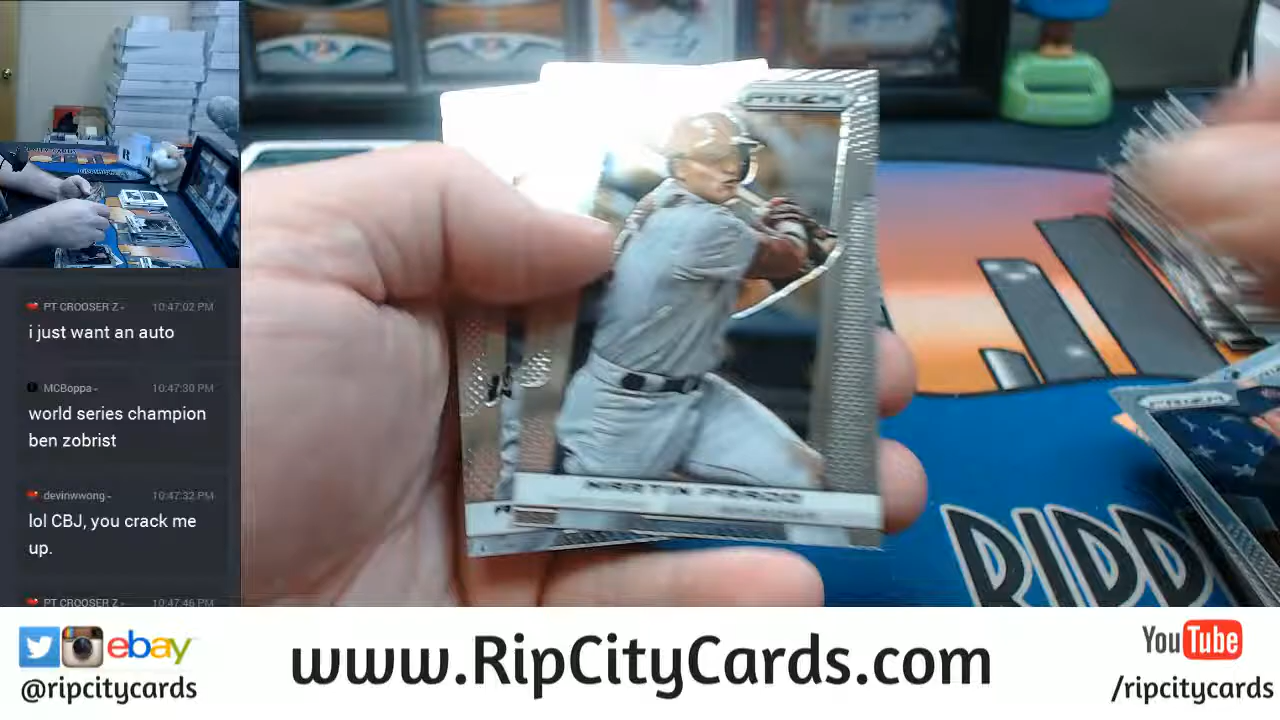 PT CROOSER Z 10:47:02 PM
i just want an auto
MCBoppa 10:47:30 PM
world series champion
ben zobrist
devinwwong 10:47:32 PM
lol CBJ, you crack me
up.
PT CROOSER Z 10:47:46 PM
PRIZM
MARTIN PRADO
PRIZM
RIPP
ebay
@ripcitycards
www.RipCityCards.com
YouTube
/ripcitycards